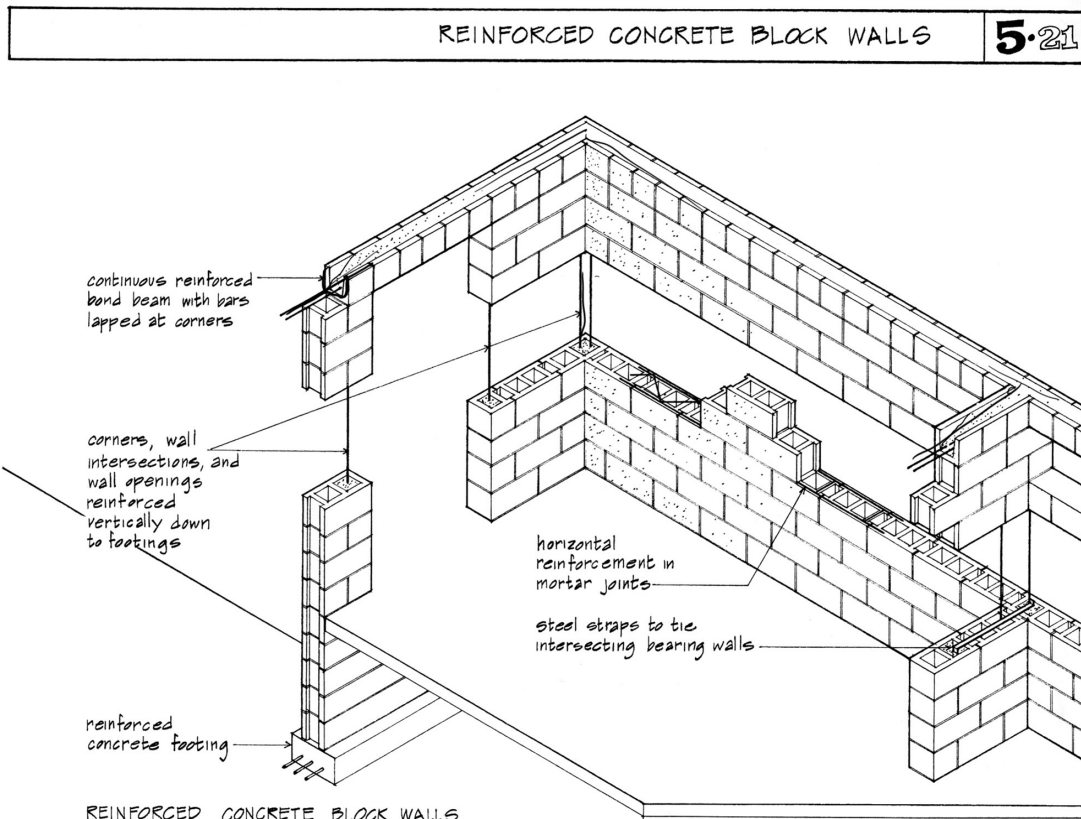 REINFORCED CONCRETE BLOCK WALLS
5•21
continuous reinforced
bond beam with bars
lapped at corners
corners, wall
intersections, and
wall openings
reinforced
vertically down
to footings
horizontal
reinforcement in
mortar joints
steel straps to tie
intersecting bearing walls
reinforced
concrete footing
REINFORCED CONCRETE BLOCK WALLS